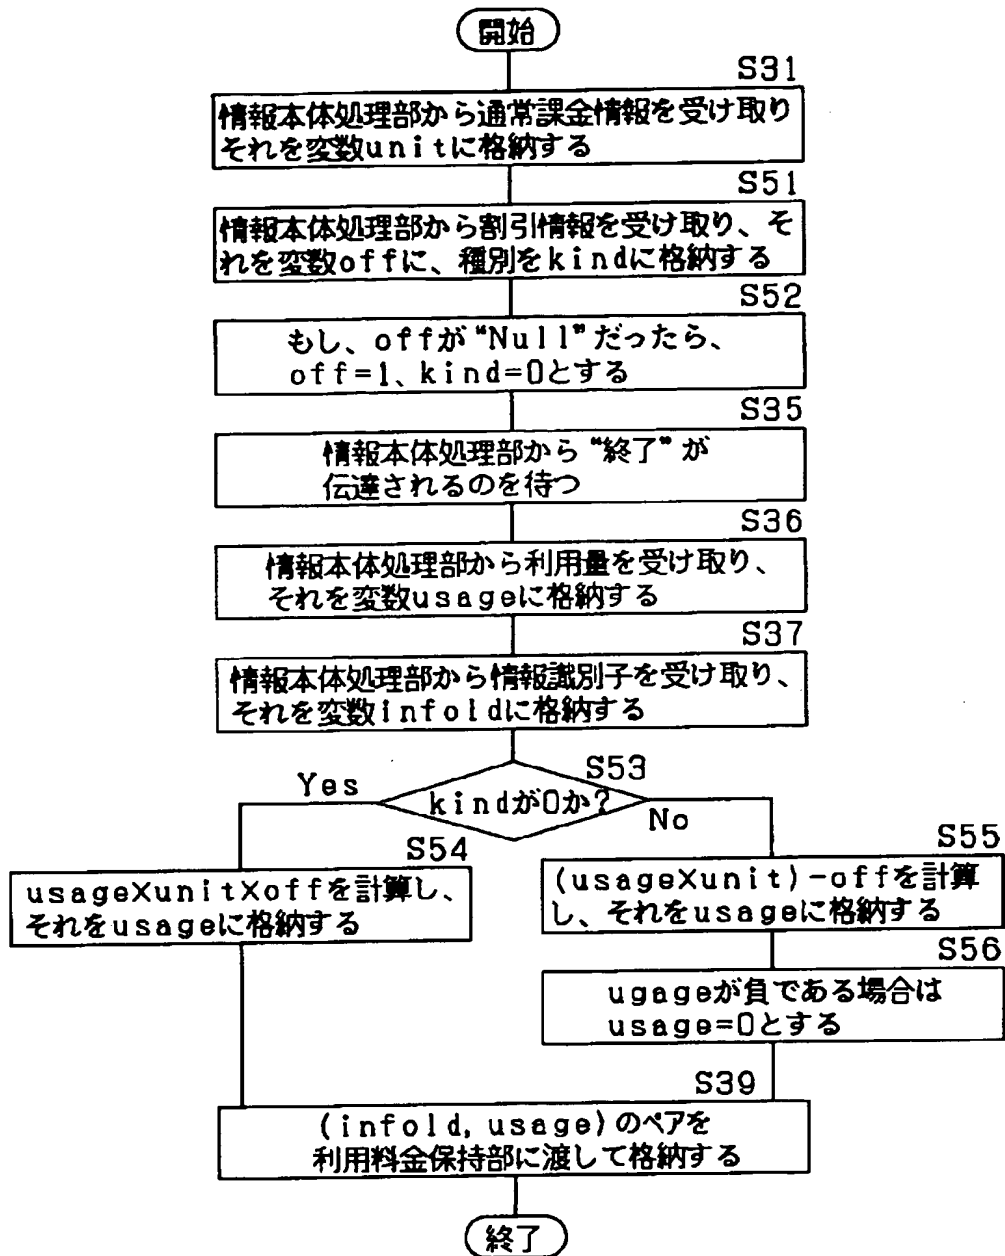 開始
S31
情報本体処理部から通常課金情報を受け取り
それを変数unitに格納する
S51
情報本体処理部から割引情報を受け取り、そ
れを変数offに、種別をkindに格納する
S52
もし、offが“Null”だったら、
off=1、kind=0とする
S35
情報本体処理部から“終了”が
伝達されるのを待つ
S36
情報本体処理部から利用量を受け取り、
それを変数usageに格納する
S37
情報本体処理部から情報識別子を受け取り、
それを変数infoIdに格納する
S53
Yes
kindが0か?
No
S54
usage×unit×offを計算し、
それをusageに格納する
S55
(usage×unit)-offを計算
し、それをusageに格納する
S56
ugageが負である場合は
usage=0とする
S39
(infoId, usage)のペアを
利用料金保持部に渡して格納する
終了